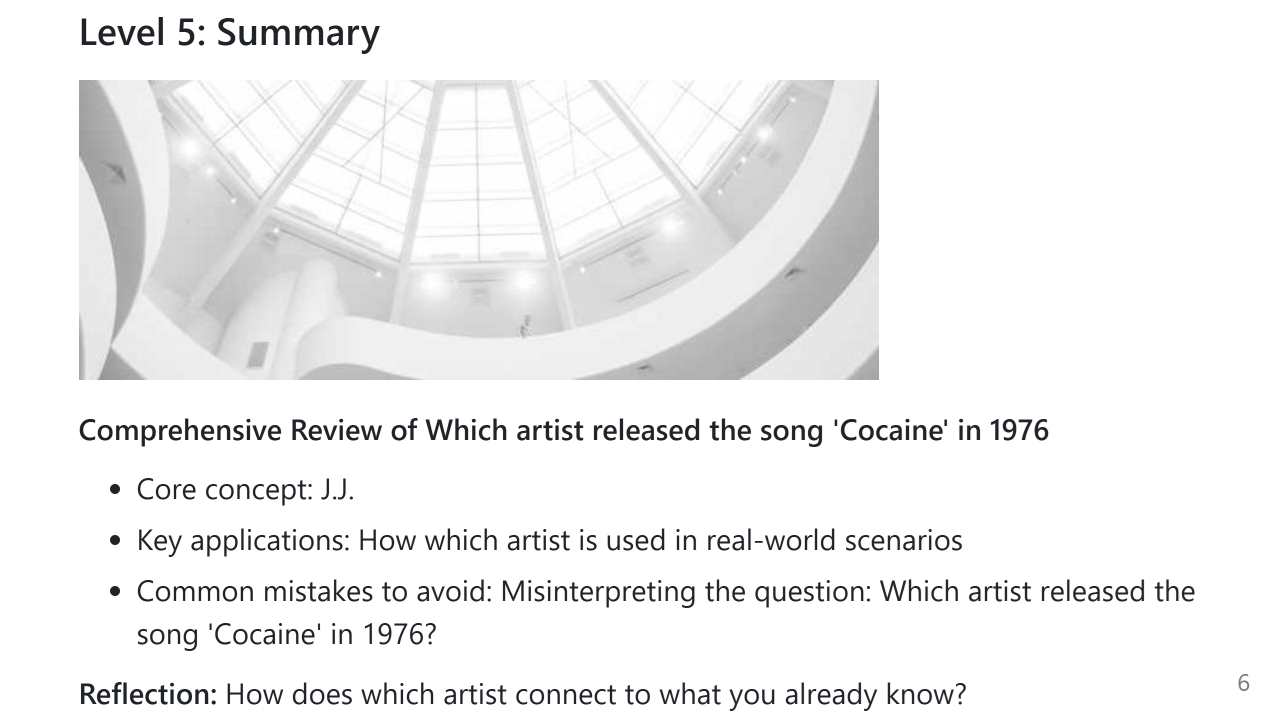 Level 5: Summary
Comprehensive Review of Which artist released the song 'Cocaine' in 1976
Core concept: J.J.
Key applications: How which artist is used in real-world scenarios
Common mistakes to avoid: Misinterpreting the question: Which artist released the
song 'Cocaine' in 1976?
Reflection: How does which artist connect to what you already know?
6